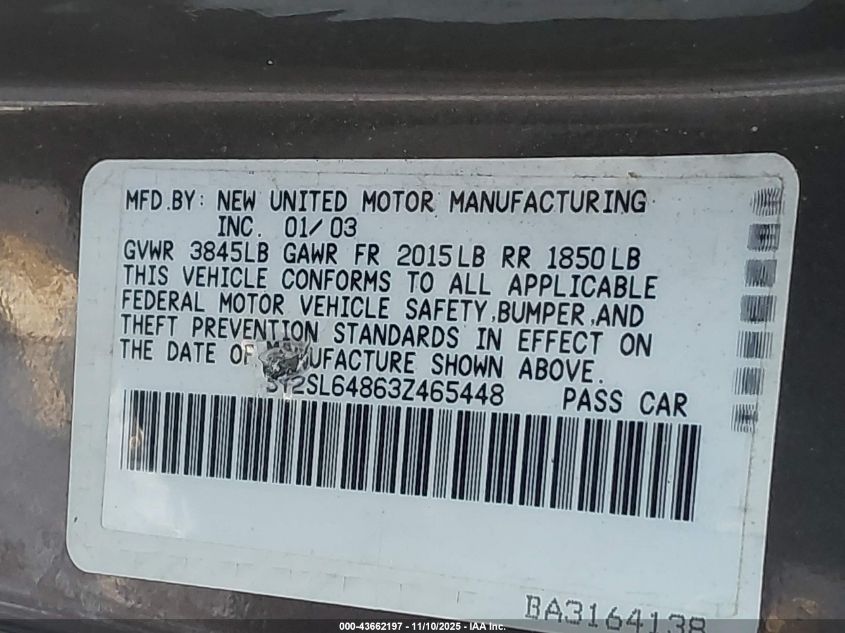 MFD.BY: NEW UNITED MOTOR MANUFACTURING
INC. 01/03
GVWR 3845LB GAWR FR 2015LB RR 1850LB
THIS VEHICLE CONFORMS TO ALL APPLICABLE
FEDERAL MOTOR VEHICLE SAFETY,BUMPER,AND
THEFT PREVENTION STANDARDS IN EFFECT ON
THE DATE OF MANUFACTURE SHOWN ABOVE.
5Y2SL64863Z465448 PASS CAR
BA3164138
000-43662197 - 11/10/2025 - IAA Inc.